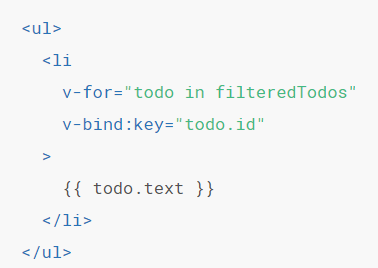 <ul>
  <li
    v-for="todo in filteredTodos"
    v-bind:key="todo.id"
  >
    {{ todo.text }}
  </li>
</ul>